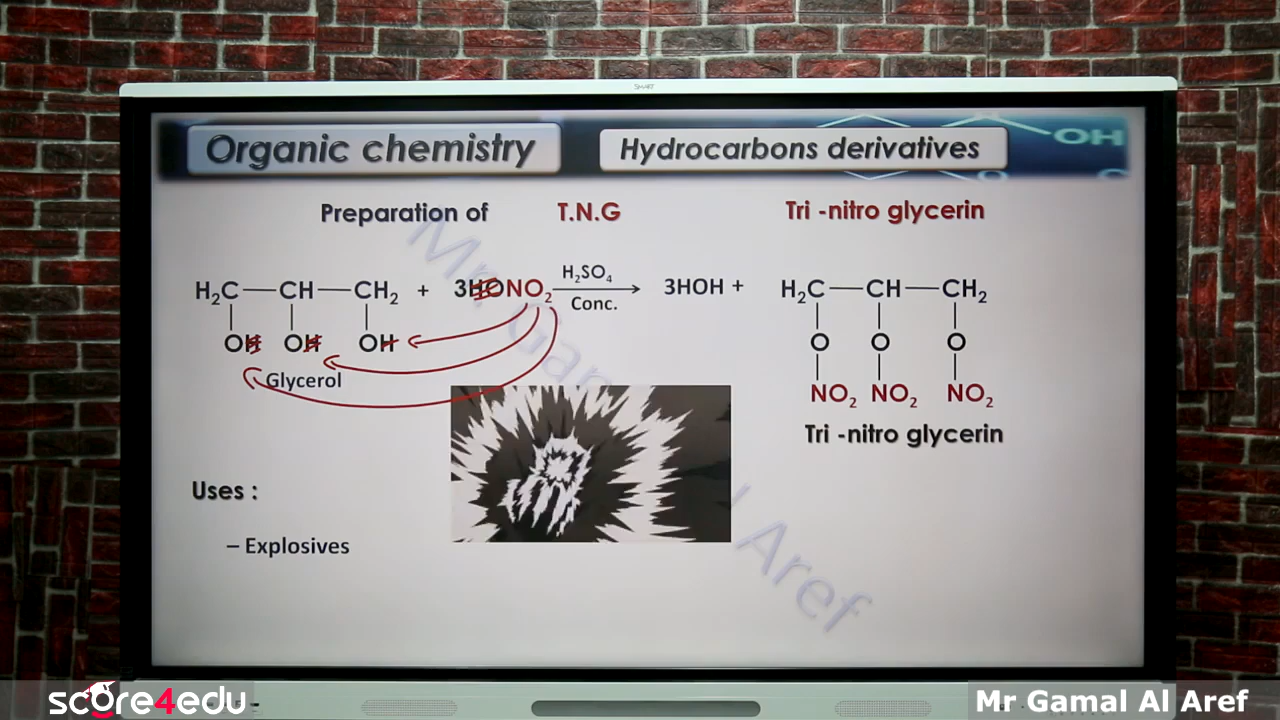 SMART
Organic chemistry
Hydrocarbons derivatives
OH
O
Preparation of T.N.G Tri -nitro glycerin
H₂C — CH — CH₂ + 3HONO₂ H₂SO₄ Conc. → 3HOH + H₂C — CH — CH₂
OH OH OH O O O
Glycerol
NO₂ NO₂ NO₂
Tri -nitro glycerin
Uses :
– Explosives
Mr Gamal Al Aref
score4edu
Mr Gamal Al Aref